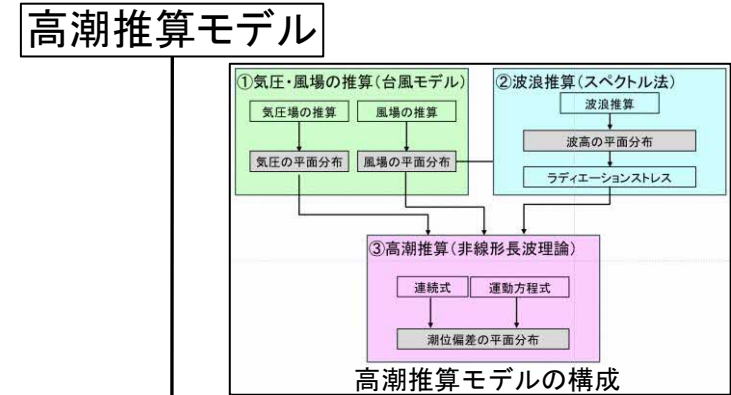 高潮推算モデル
①気圧・風場の推算(台風モデル)
気圧場の推算
風場の推算
気圧の平面分布
風場の平面分布
②波浪推算(スペクトル法)
波浪推算
波高の平面分布
ラディエーションストレス
③高潮推算(非線形長波理論)
連続式
運動方程式
潮位偏差の平面分布
高潮推算モデルの構成